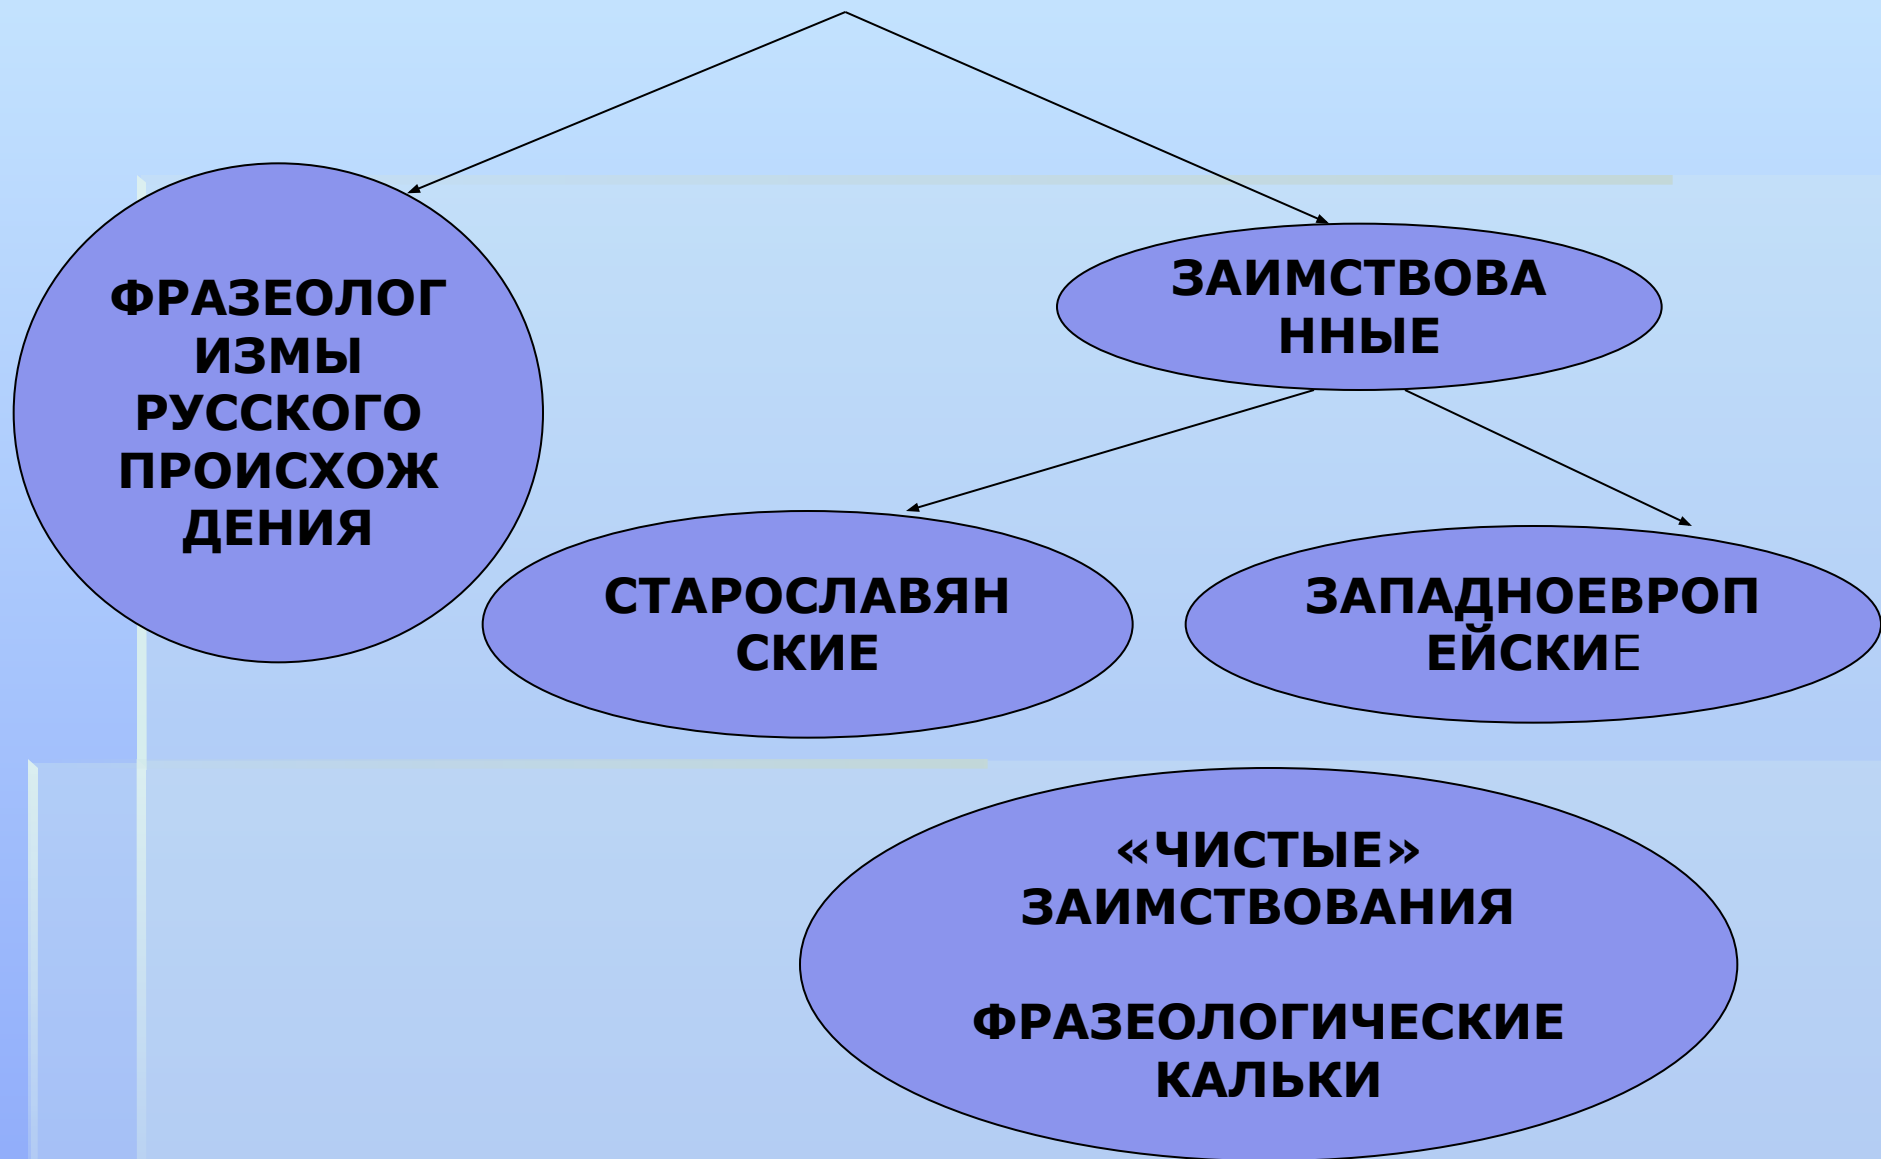 ФРАЗЕОЛОГ
ИЗМЫ
РУССКОГО
ПРОИСХОЖ
ДЕНИЯ
ЗАИМСТВОВА
ННЫЕ
СТАРОСЛАВЯН
СКИЕ
ЗАПАДНОЕВРОП
ЕЙСКИЕ
«ЧИСТЫЕ»
ЗАИМСТВОВАНИЯ
ФРАЗЕОЛОГИЧЕСКИЕ
КАЛЬКИ